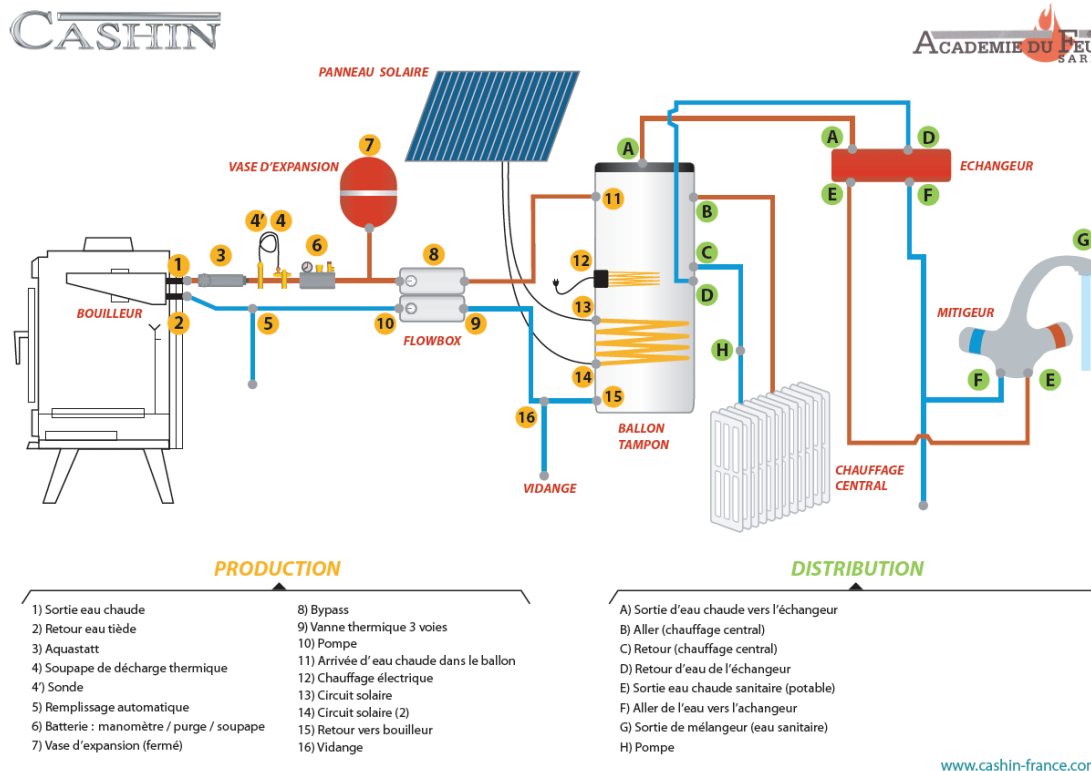 CASHIN
ACADEMIE DU FEU
SARL
PANNEAU SOLAIRE
7
VASE D'EXPANSION
A
A
D
ECHANGEUR
E
F
4' 4
3
6
8
11
B
1
12
C
G
BOUILLEUR
2
5
10
9
FLOWBOX
13
D
MITIGEUR
14
H
F
E
15
16
BALLON
TAMPON
VIDANGE
CHAUFFAGE
CENTRAL
PRODUCTION
1) Sortie eau chaude
2) Retour eau tiède
3) Aquastatt
4) Soupape de décharge thermique
4') Sonde
5) Remplissage automatique
6) Batterie : manomètre / purge / soupape
7) Vase d'expansion (fermé)
8) Bypass
9) Vanne thermique 3 voies
10) Pompe
11) Arrivée d' eau chaude dans le ballon
12) Chauffage électrique
13) Circuit solaire
14) Circuit solaire (2)
15) Retour vers bouilleur
16) Vidange
DISTRIBUTION
A) Sortie d'eau chaude vers l'échangeur
B) Aller (chauffage central)
C) Retour (chauffage central)
D) Retour d'eau de l'échangeur
E) Sortie eau chaude sanitaire (potable)
F) Aller de l'eau vers l'achangeur
G) Sortie de mélangeur (eau sanitaire)
H) Pompe
www.cashin-france.com